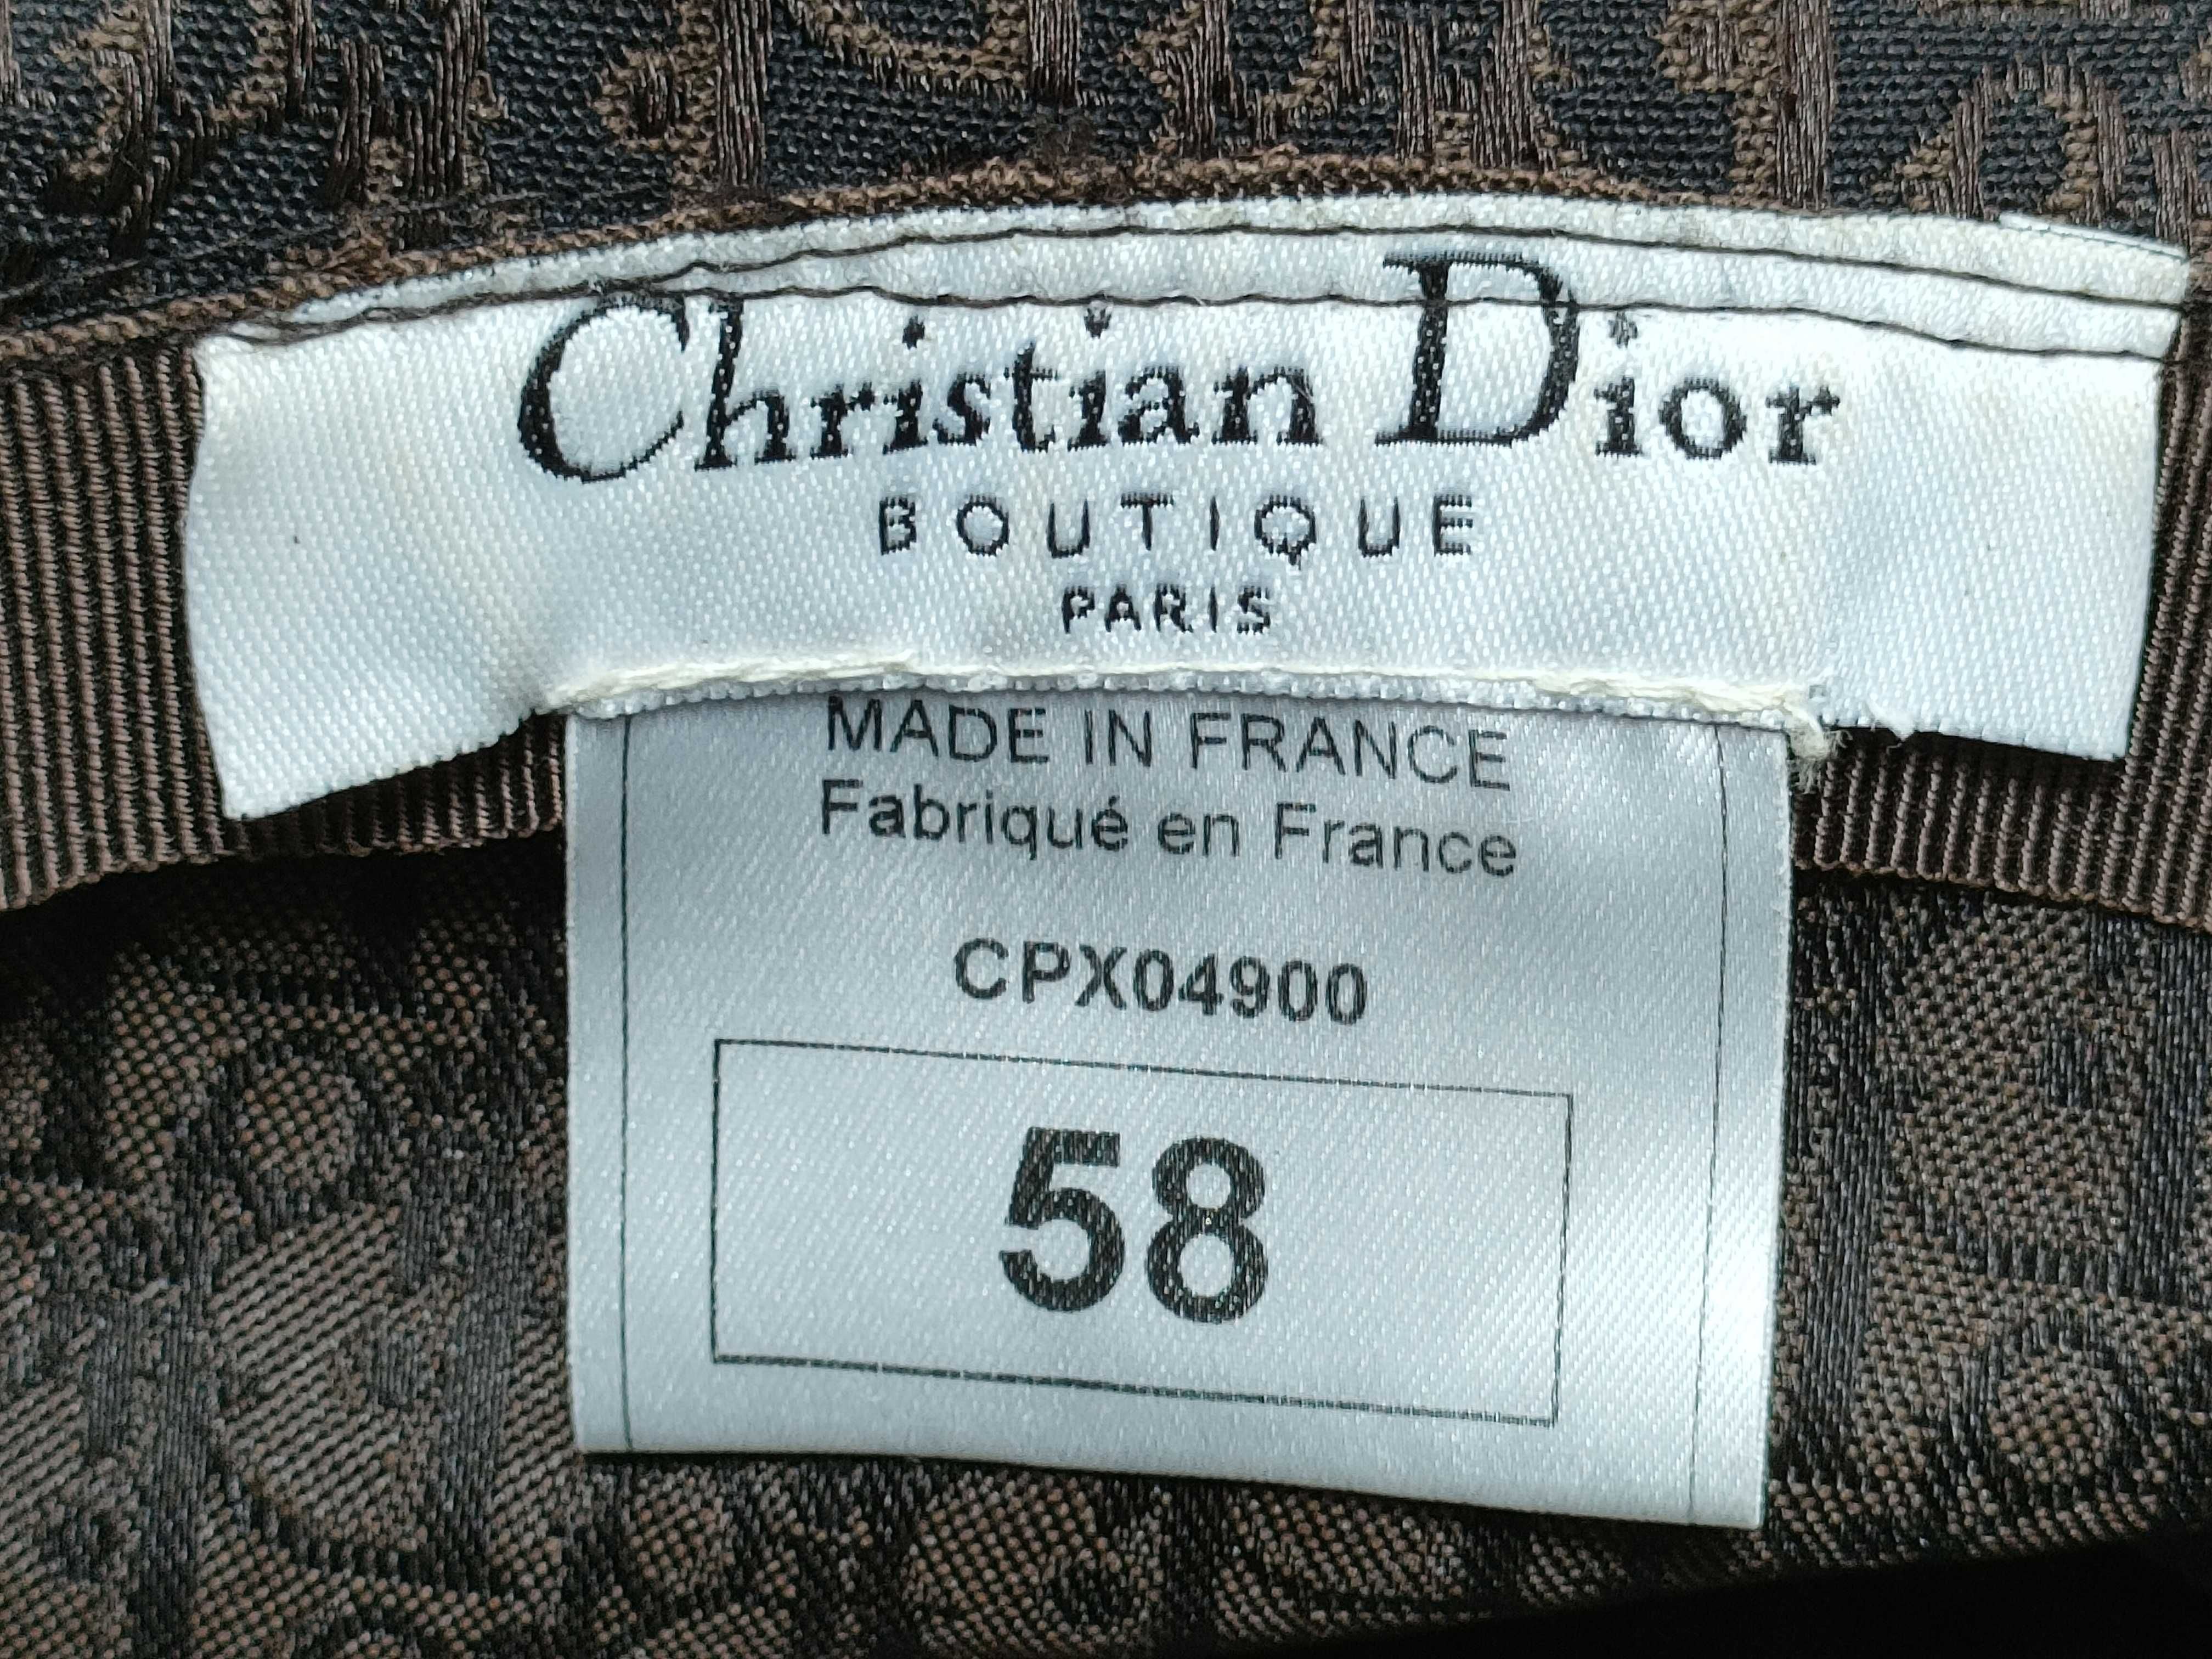 Christian Dior
BOUTIQUE
PARIS
MADE IN FRANCE
Fabriqué en France
CPX04900
58